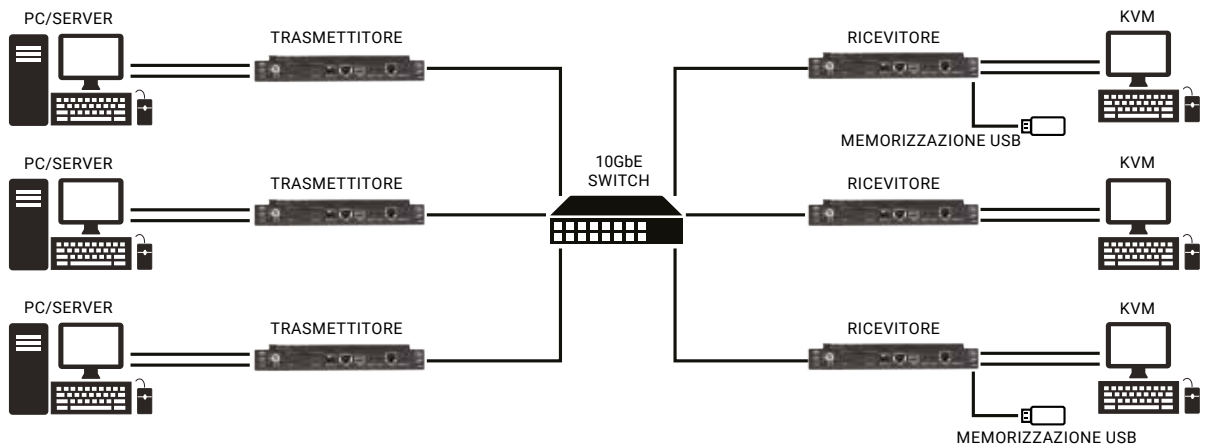 PC/SERVER
TRASMETTITORE
RICEVITORE
KVM
MEMORIZZAZIONE USB
PC/SERVER
TRASMETTITORE
10GbE
SWITCH
RICEVITORE
KVM
PC/SERVER
TRASMETTITORE
RICEVITORE
KVM
MEMORIZZAZIONE USB